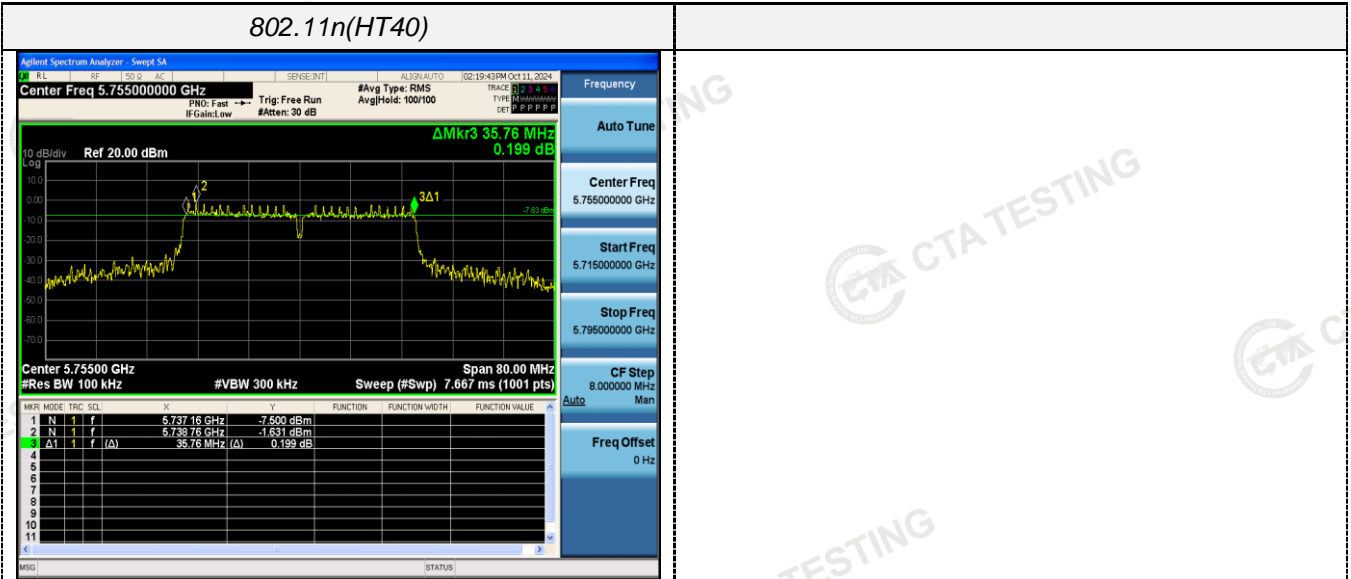 802.11n(HT40)
Agilent Spectrum Analyzer - Swept SA
RL RF 50 Ω AC SENSE:INT ALIGNAUTO 02:19:43PM Oct 11, 2024
Center Freq 5.755000000 GHz
#Avg Type: RMS
TRACE 1 2 3 4 5 6
PNO: Fast
Trig: Free Run
Avg|Hold: 100/100
TYPE M WWWWW
IFGain:Low
#Atten: 30 dB
DET P P P P P P
ΔMkr3 35.76 MHz
0.199 dB
10 dB/div Ref 20.00 dBm
Log
10.0
0.00
-10.0
-20.0
-30.0
-40.0
-50.0
-60.0
-70.0
2
3Δ1
-7.63 dBm
Center 5.75500 GHz Span 80.00 MHz
#Res BW 100 kHz #VBW 300 kHz Sweep (#Swp) 7.667 ms (1001 pts)
MKR MODE TRC SCL X Y FUNCTION FUNCTION WIDTH FUNCTION VALUE
1 N 1 f 5.737 16 GHz -7.500 dBm
2 N 1 f 5.738 76 GHz -1.631 dBm
3 Δ1 1 f (Δ) 35.76 MHz (Δ) 0.199 dB
4
5
6
7
8
9
10
11
MSG STATUS
Frequency
Auto Tune
Center Freq
5.755000000 GHz
Start Freq
5.715000000 GHz
Stop Freq
5.795000000 GHz
CF Step
8.000000 MHz
Auto Man
Freq Offset
0 Hz
CTA TESTING
CTA
TESTING